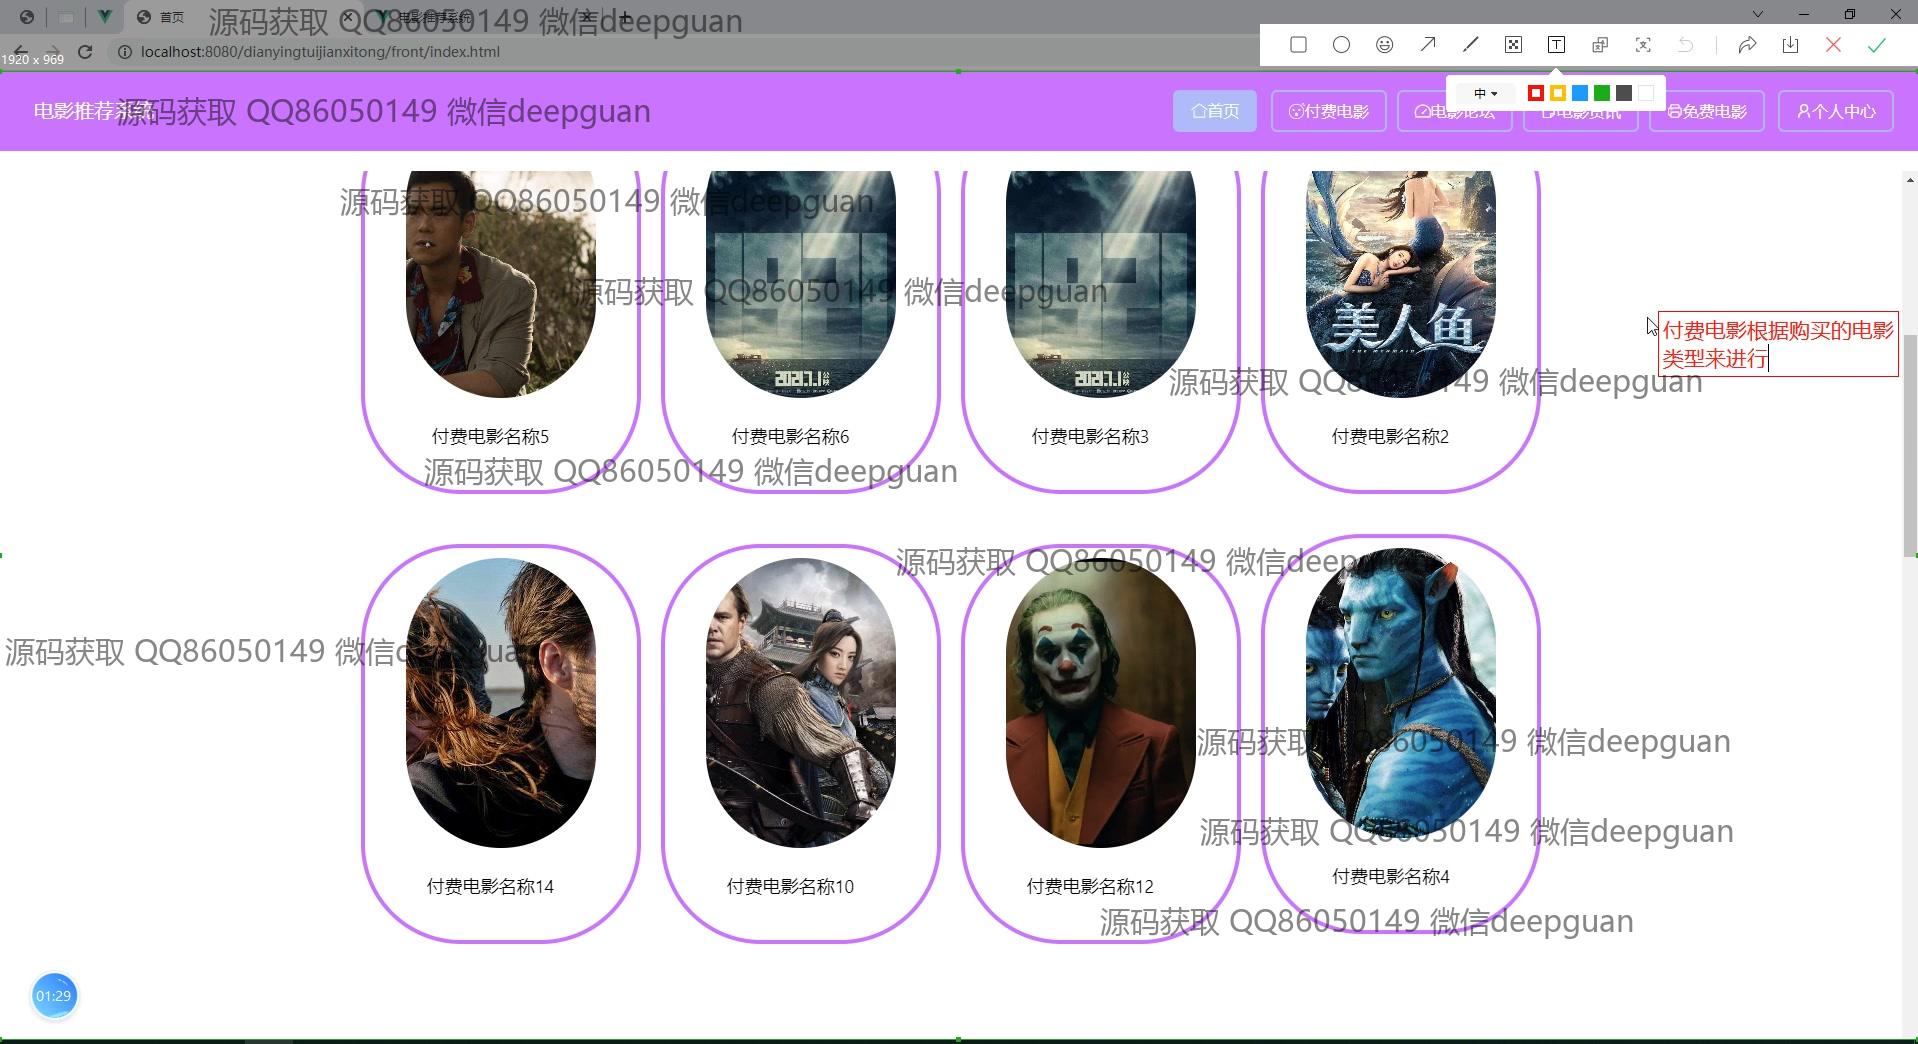 首页
电影推荐系统
源码获取 QQ86050149 微信deepguan
localhost:8080/dianyingtuijianxitong/front/index.html
1920 x 969
中
电影推荐系统
源码获取 QQ86050149 微信deepguan
首页
付费电影
电影论坛
电影资讯
免费电影
个人中心
源码获取 QQ86050149 微信deepguan
源码获取 QQ86050149 微信deepguan
美人鱼
THE MERMAID
付费电影根据购买的电影
类型来进行
2021.7.1 公映
2021.7.1 公映
源码获取 QQ86050149 微信deepguan
付费电影名称5
付费电影名称6
付费电影名称3
付费电影名称2
源码获取 QQ86050149 微信deepguan
源码获取 QQ86050149 微信deepguan
源码获取 QQ86050149 微信deepguan
源码获取 QQ86050149 微信deepguan
源码获取 QQ86050149 微信deepguan
付费电影名称14
付费电影名称10
付费电影名称12
付费电影名称4
源码获取 QQ86050149 微信deepguan
01:29